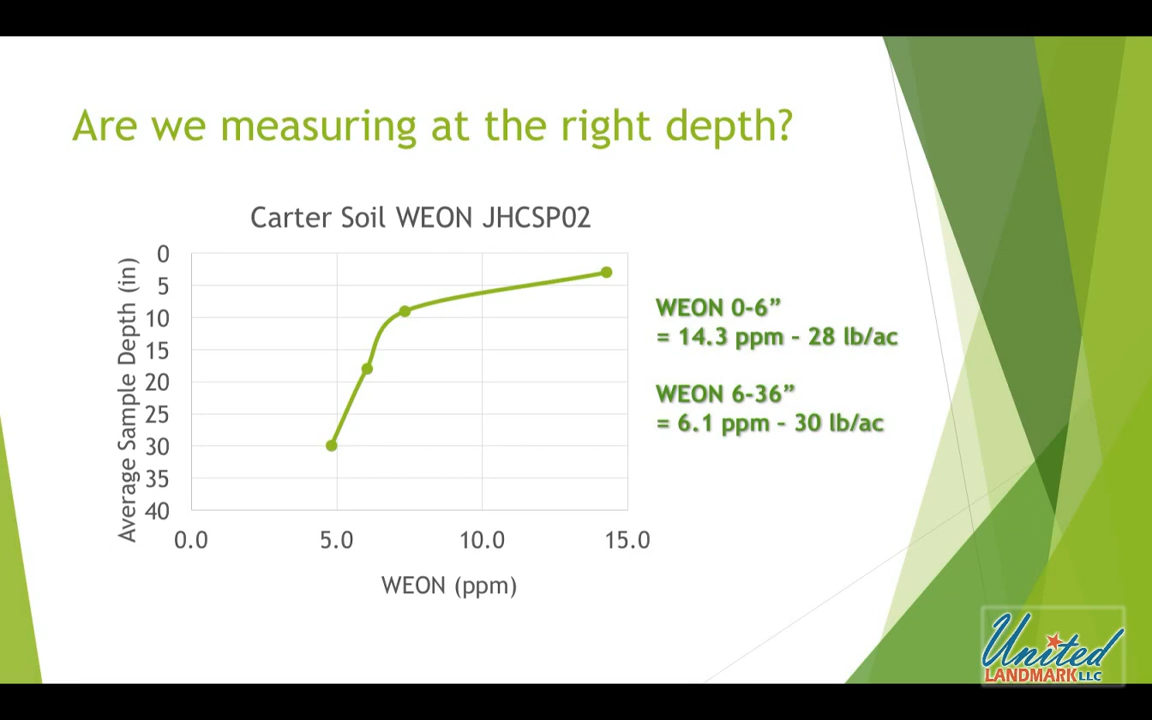 Are we measuring at the right depth?
Carter Soil WEON JHCSP02
Average Sample Depth (in)
0
5
10
15
20
25
30
35
40
0.0 5.0 10.0 15.0
WEON (ppm)
WEON 0-6”
= 14.3 ppm – 28 lb/ac
WEON 6-36”
= 6.1 ppm – 30 lb/ac
United
LANDMARK LLC